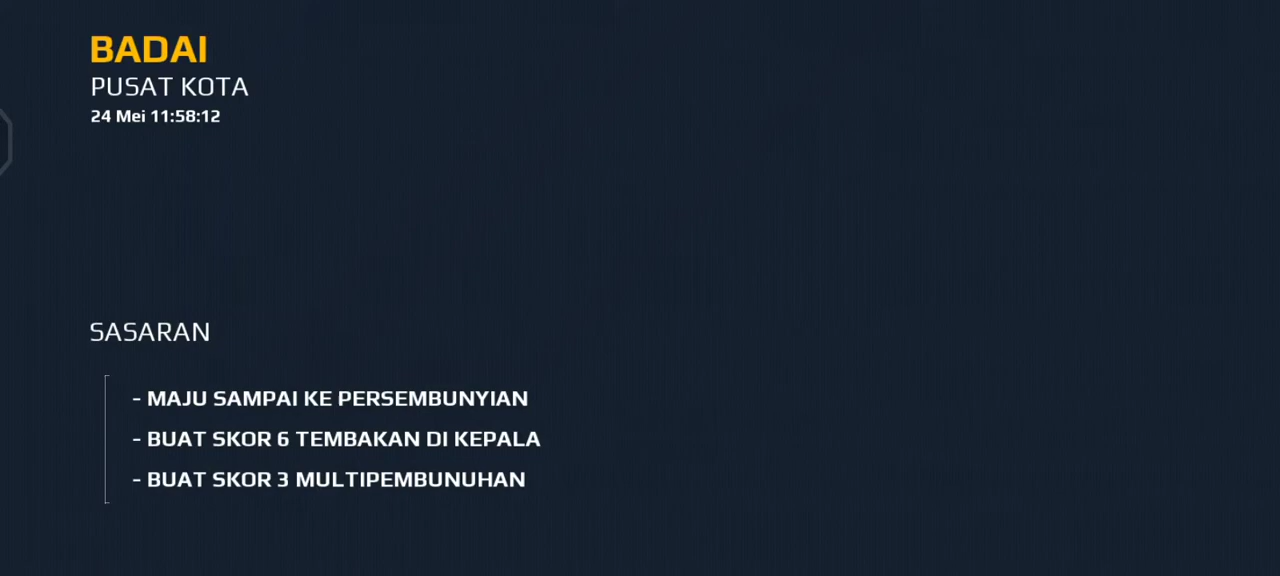 BADAI
PUSAT KOTA
24 Mei 11:58:12
SASARAN
- MAJU SAMPAI KE PERSEMBUNYIAN
- BUAT SKOR 6 TEMBAKAN DI KEPALA
- BUAT SKOR 3 MULTIPEMBUNUHAN